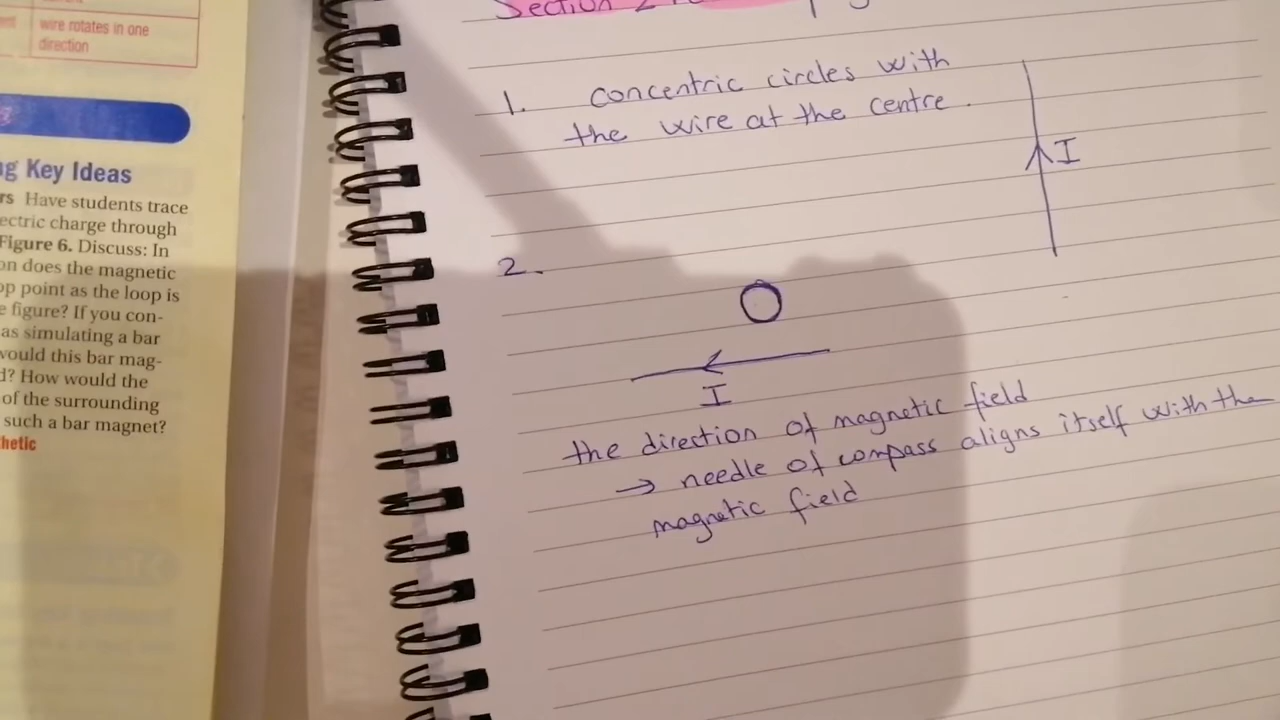 wire rotates in one
direction
g Key Ideas
rs Have students trace
ectric charge through
Figure 6. Discuss: In
on does the magnetic
op point as the loop is
e figure? If you con-
as simulating a bar
would this bar mag-
d? How would the
of the surrounding
such a bar magnet?
hetic
Section 2
1. concentric circles with
the wire at the centre.
I
2.
I
the direction of magnetic field
→ needle of compass aligns itself with the
magnetic field